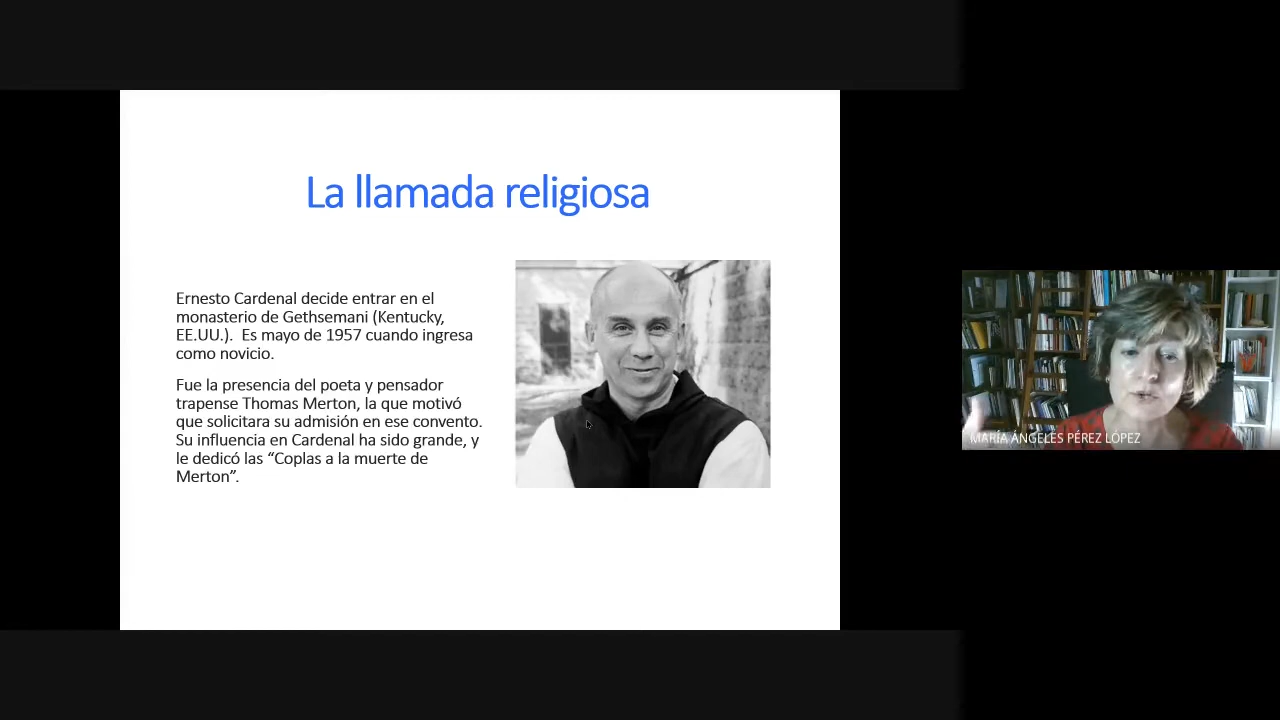 La llamada religiosa
Ernesto Cardenal decide entrar en el
monasterio de Gethsemani (Kentucky,
EE.UU.).  Es mayo de 1957 cuando ingresa
como novicio.
Fue la presencia del poeta y pensador
trapense Thomas Merton, la que motivó
que solicitara su admisión en ese convento.
Su influencia en Cardenal ha sido grande, y
le dedicó las “Coplas a la muerte de
Merton”.
MARÍA ÁNGELES PÉREZ LÓPEZ